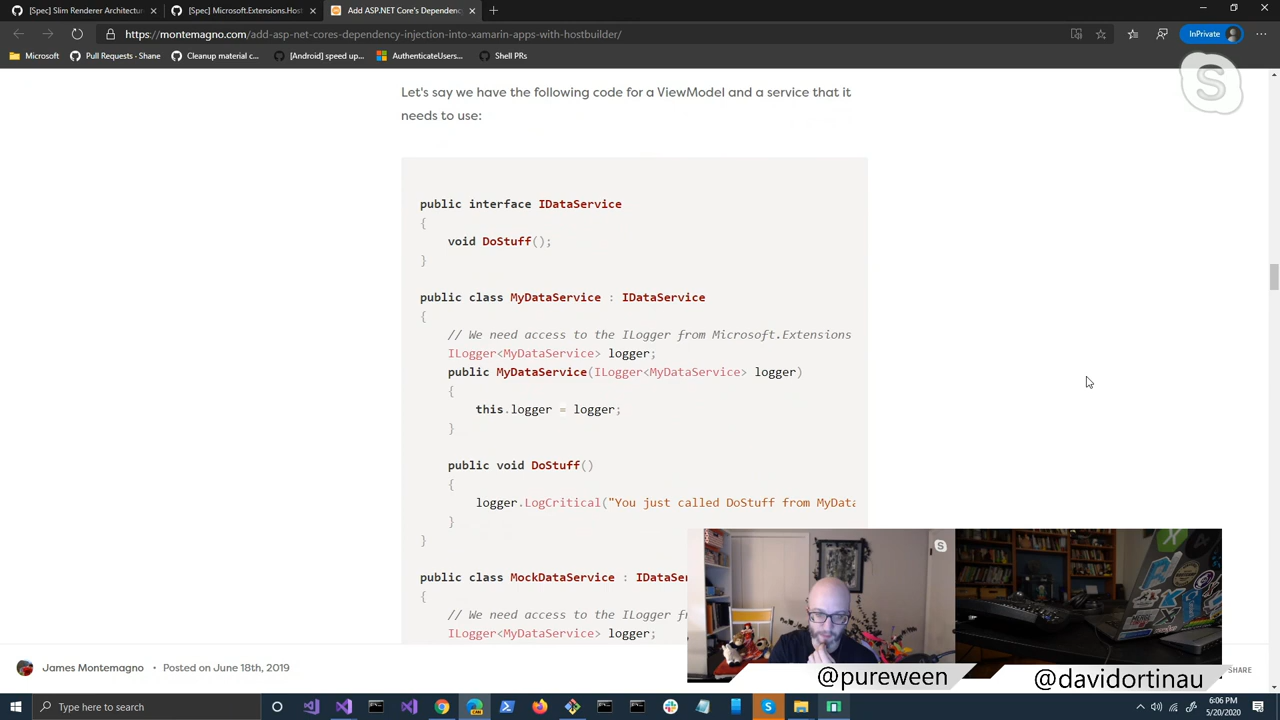 [Spec] Slim Renderer Architectur
[Spec] Microsoft.Extensions.Host
Add ASP.NET Core's Dependency
https://montemagno.com/add-asp-net-cores-dependency-injection-into-xamarin-apps-with-hostbuilder/
InPrivate
Microsoft
Pull Requests · Shane
Cleanup material c...
[Android] speed up...
AuthenticateUsers...
Shell PRs
Let's say we have the following code for a ViewModel and a service that it
needs to use:
public interface IDataService
{
void DoStuff();
}
public class MyDataService : IDataService
{
// We need access to the ILogger from Microsoft.Extensions
ILogger<MyDataService> logger;
public MyDataService(ILogger<MyDataService> logger)
{
this.logger = logger;
}
public void DoStuff()
{
logger.LogCritical("You just called DoStuff from MyData
}
}
public class MockDataService : IDataSer
{
// We need access to the ILogger fr
ILogger<MyDataService> logger;
James Montemagno • Posted on June 18th, 2019
SHARE
@pureween
@davidortinau
Type here to search
6:06 PM
5/20/2020